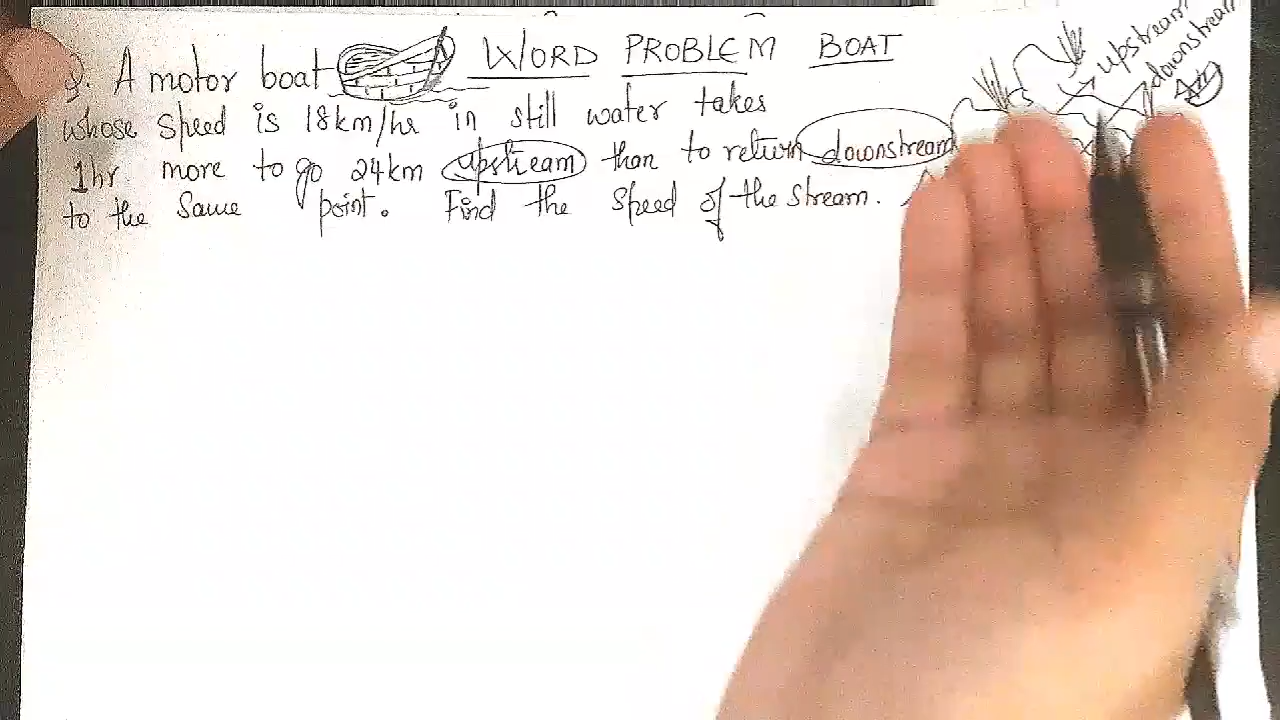 WORD PROBLEM BOAT
Q. A motor boat
whose speed is 18km/hr in still water takes
1hr more to go 24km upstream than to return downstream
to the same point. Find the speed of the stream.
upstream
downstream